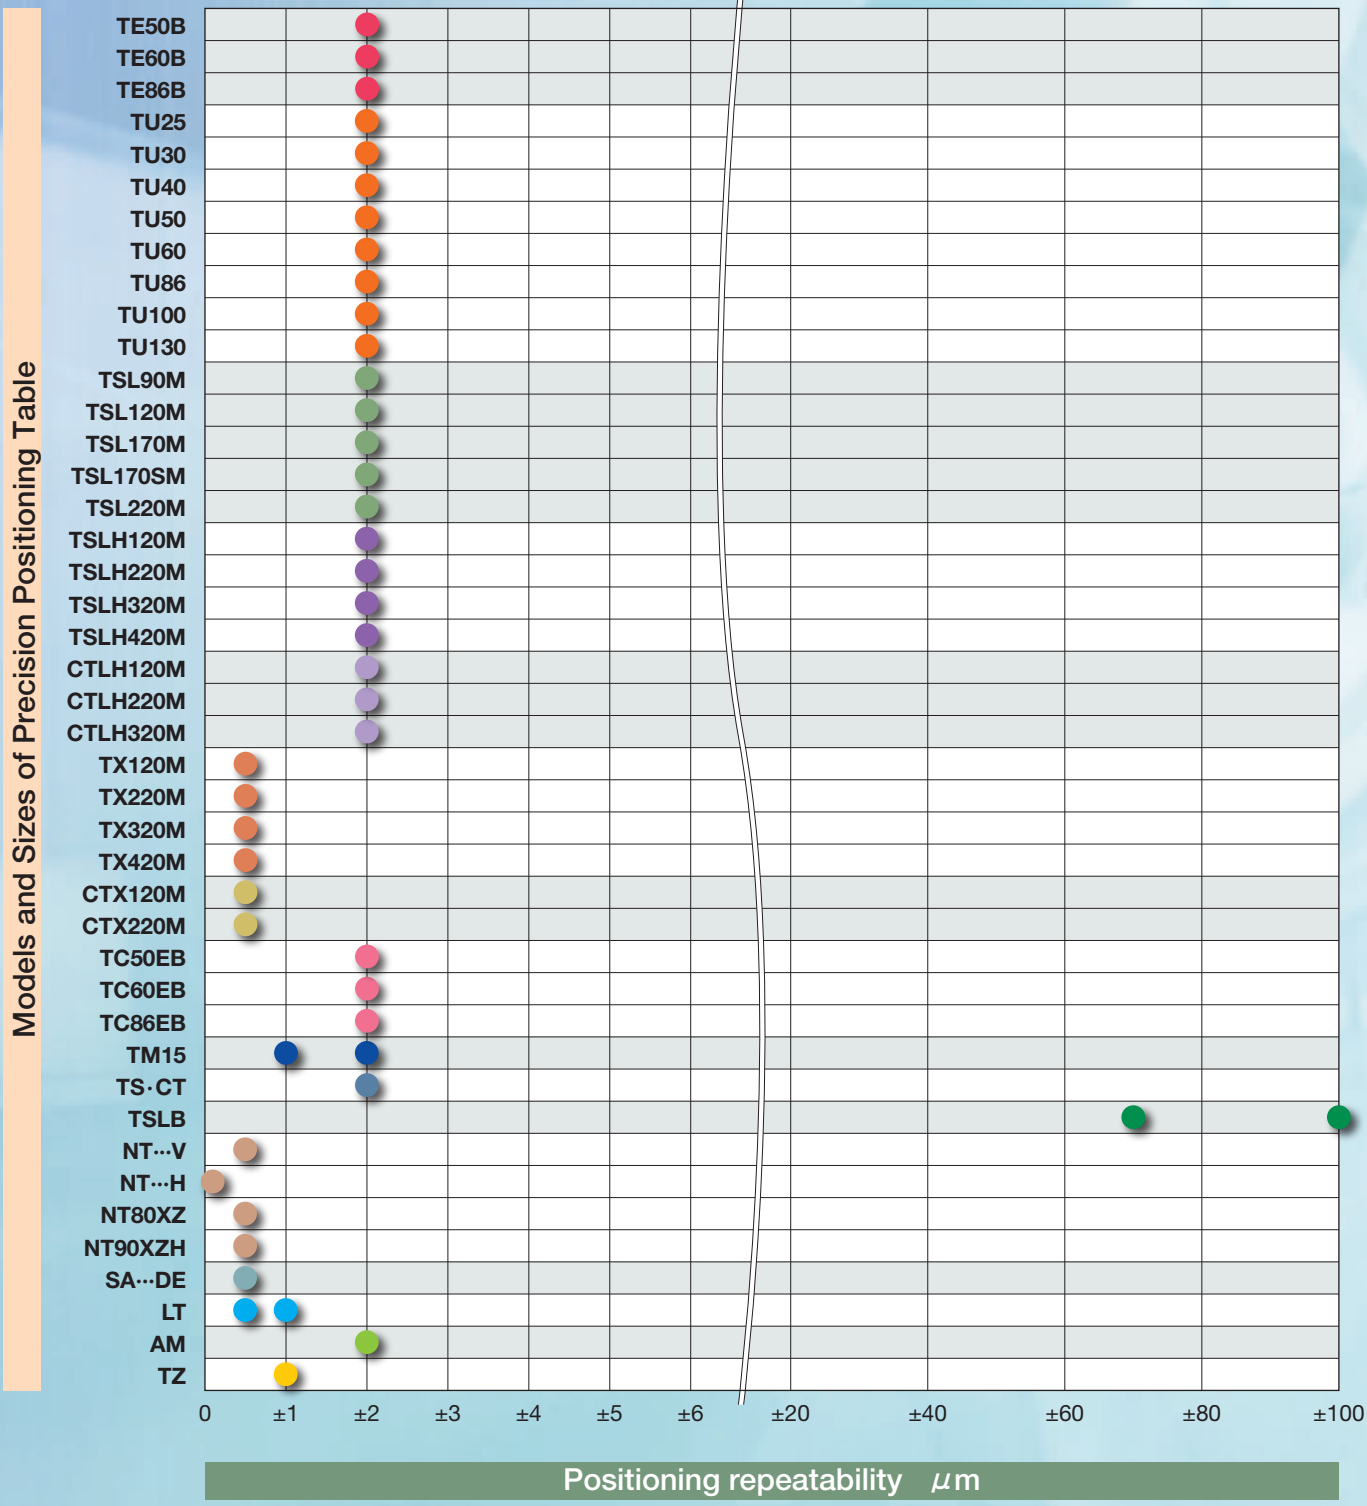 Models and Sizes of Precision Positioning Table
TE50B
TE60B
TE86B
TU25
TU30
TU40
TU50
TU60
TU86
TU100
TU130
TSL90M
TSL120M
TSL170M
TSL170SM
TSL220M
TSLH120M
TSLH220M
TSLH320M
TSLH420M
CTLH120M
CTLH220M
CTLH320M
TX120M
TX220M
TX320M
TX420M
CTX120M
CTX220M
TC50EB
TC60EB
TC86EB
TM15
TS·CT
TSLB
NT···V
NT···H
NT80XZ
NT90XZH
SA···DE
LT
AM
TZ
0 ±1 ±2 ±3 ±4 ±5 ±6 ±20 ±40 ±60 ±80 ±100
Positioning repeatability μm